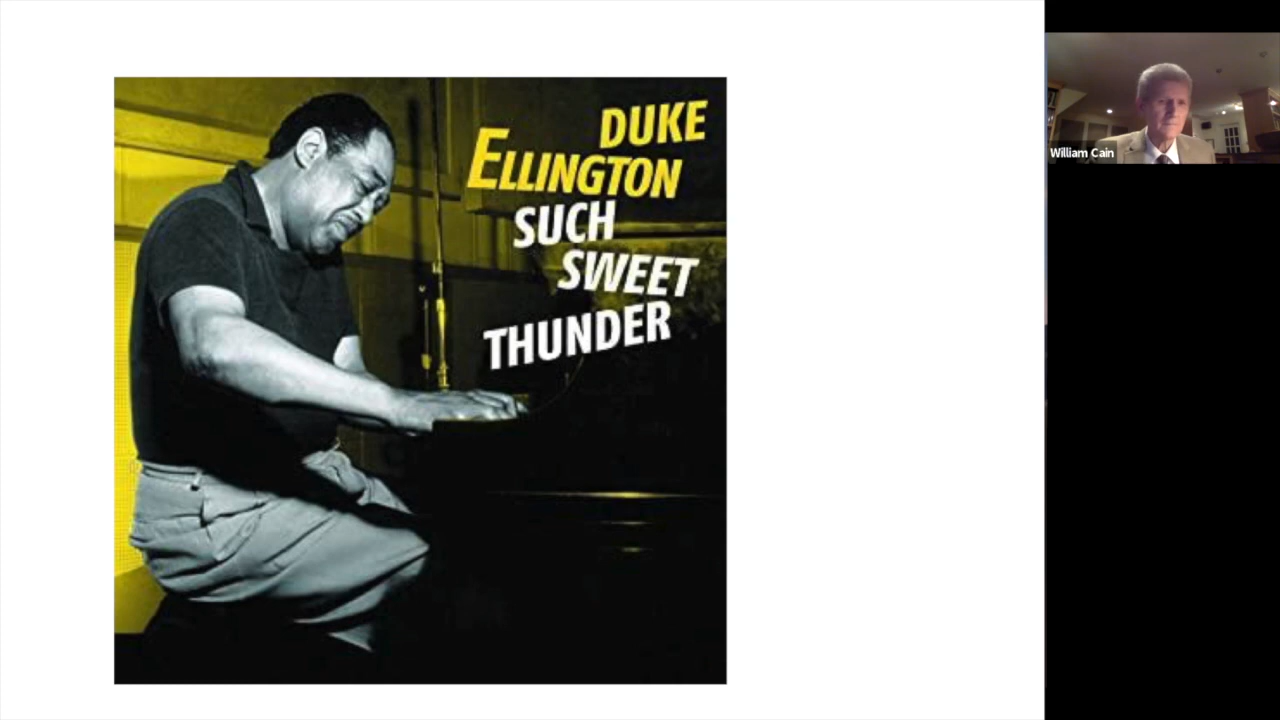 DUKE
ELLINGTON
SUCH
SWEET
THUNDER
William Cain